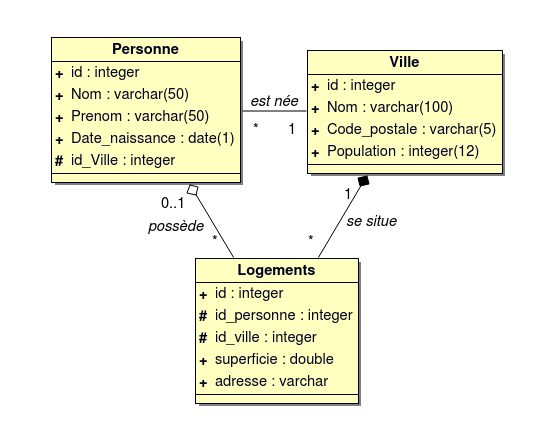 Personne
+ id : integer
+ Nom : varchar(50)
+ Prenom : varchar(50)
+ Date_naissance : date(1)
# id_Ville : integer
est née
* 1
Ville
+ id : integer
+ Nom : varchar(100)
+ Code_postale : varchar(5)
+ Population : integer(12)
0..1
possède
*
1
se situe
*
Logements
+ id : integer
# id_personne : integer
# id_ville : integer
+ superficie : double
+ adresse : varchar